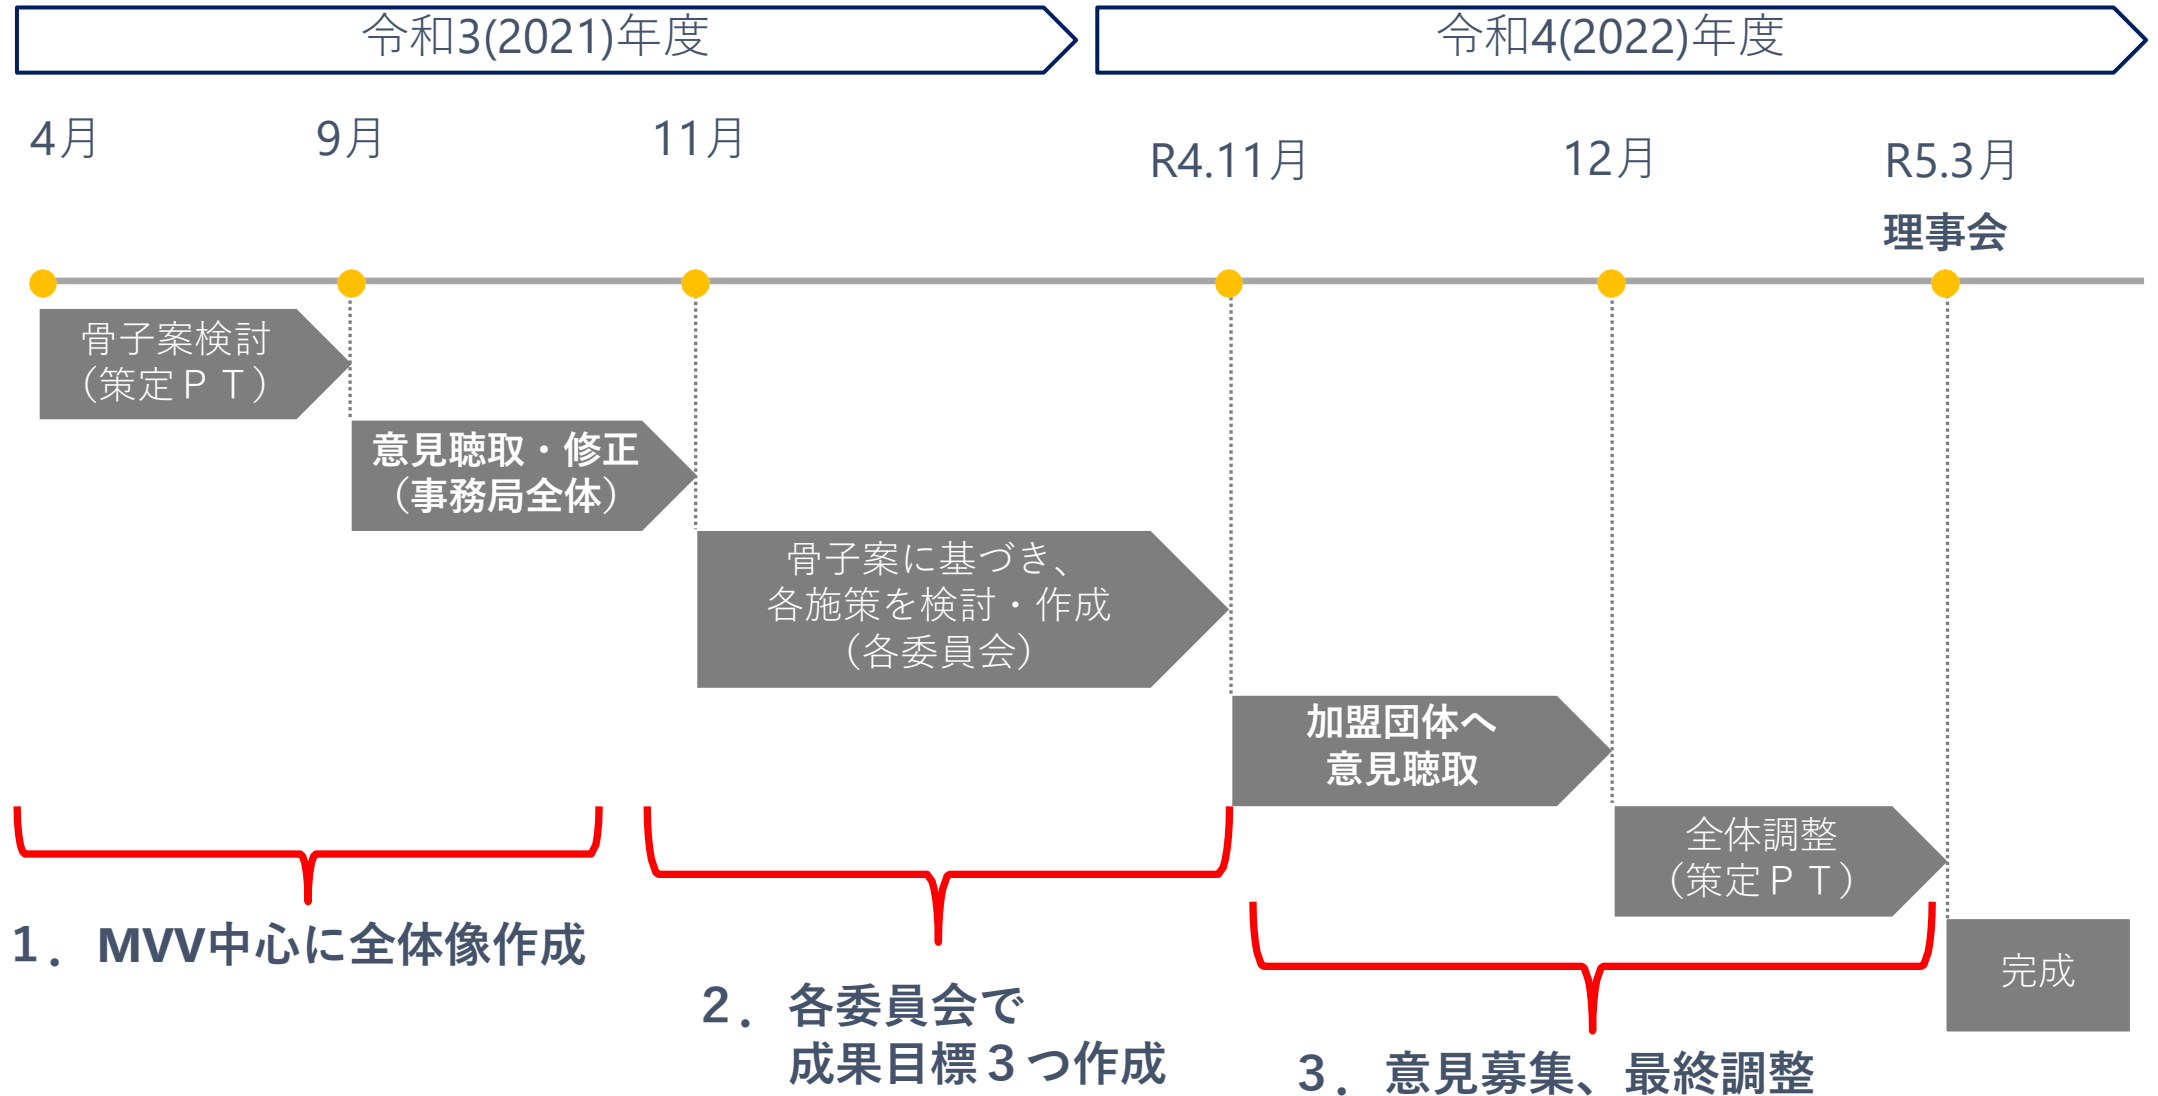 令和3(2021)年度
令和4(2022)年度
4月
9月
11月
R4.11月
12月
R5.3月
理事会
骨子案検討
（策定ＰＴ）
意見聴取・修正
（事務局全体）
骨子案に基づき、
各施策を検討・作成
（各委員会）
加盟団体へ
意見聴取
全体調整
（策定ＰＴ）
完成
１．MVV中心に全体像作成
２．各委員会で
成果目標３つ作成
３．意見募集、最終調整